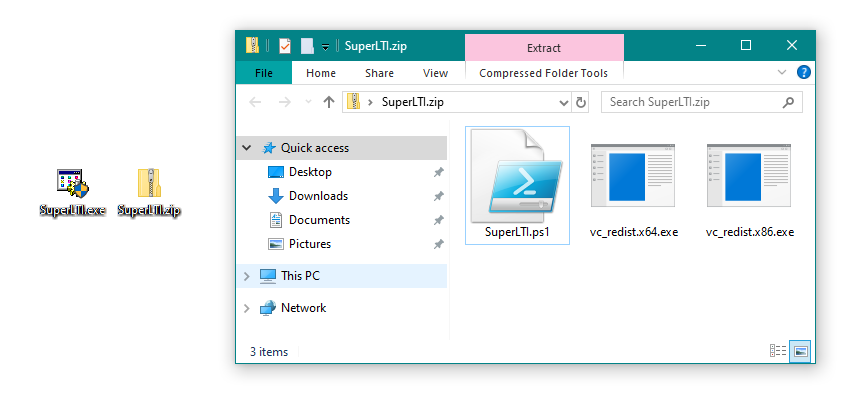 SuperLTI.exe
SuperLTI.zip
SuperLTI.zip
Extract
File
Home
Share
View
Compressed Folder Tools
SuperLTI.zip
Search SuperLTI.zip
Quick access
Desktop
Downloads
Documents
Pictures
This PC
Network
SuperLTI.ps1
vc_redist.x64.exe
vc_redist.x86.exe
3 items